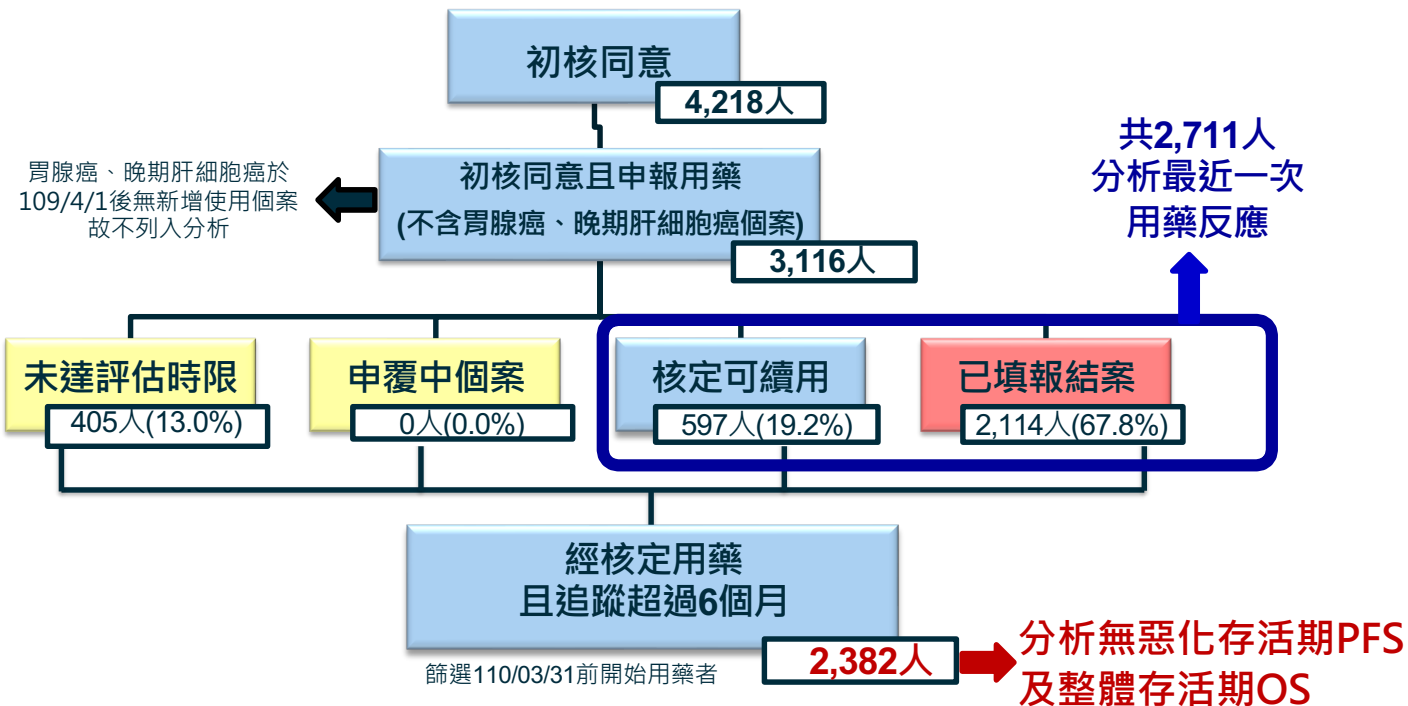 初核同意
4,218人
胃腺癌、晚期肝細胞癌於
109/4/1後無新增使用個案
故不列入分析
初核同意且申報用藥
(不含胃腺癌、晚期肝細胞癌個案)
3,116人
共2,711人
分析最近一次
用藥反應
未達評估時限
405人(13.0%)
申覆中個案
0人(0.0%)
核定可續用
597人(19.2%)
已填報結案
2,114人(67.8%)
經核定用藥
且追蹤超過6個月
2,382人
篩選110/03/31前開始用藥者
分析無惡化存活期PFS
及整體存活期OS